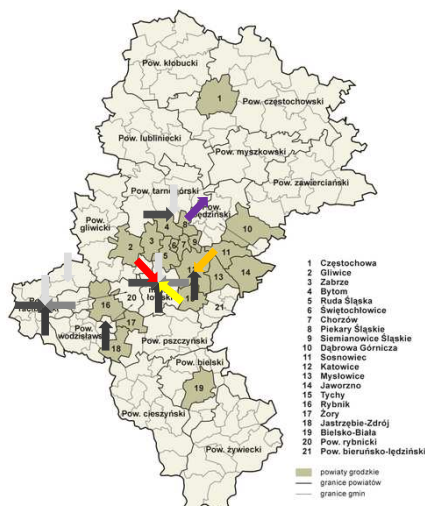 Pow. kłobucki
1
Pow. częstochowski
Pow. lubliniecki
Pow. myszkowski
Pow. zawierciański
Pow.
Pow. gliwicki
4
8
10
2
3
6
7
9
11
5
13
14
16
20
21
17
Pow. wodzisławski
Pow. pszczyński
18
Pow. bielski
19
Pow. cieszyński
Pow. żywiecki
1 Częstochowa
2 Gliwice
3 Zabrze
4 Bytom
5 Ruda Śląska
6 Świętochłowice
7 Chorzów
8 Piekary Śląskie
9 Siemianowice Śląskie
10 Dąbrowa Górnicza
11 Sosnowiec
12 Katowice
13 Mysłowice
14 Jaworzno
15 Tychy
16 Rybnik
17 Żory
18 Jastrzębie-Zdrój
19 Bielsko-Biała
20 Pow. rybnicki
21 Pow. bieruńsko-lędziński
powiaty grodzkie
granice powiatów
granice gmin